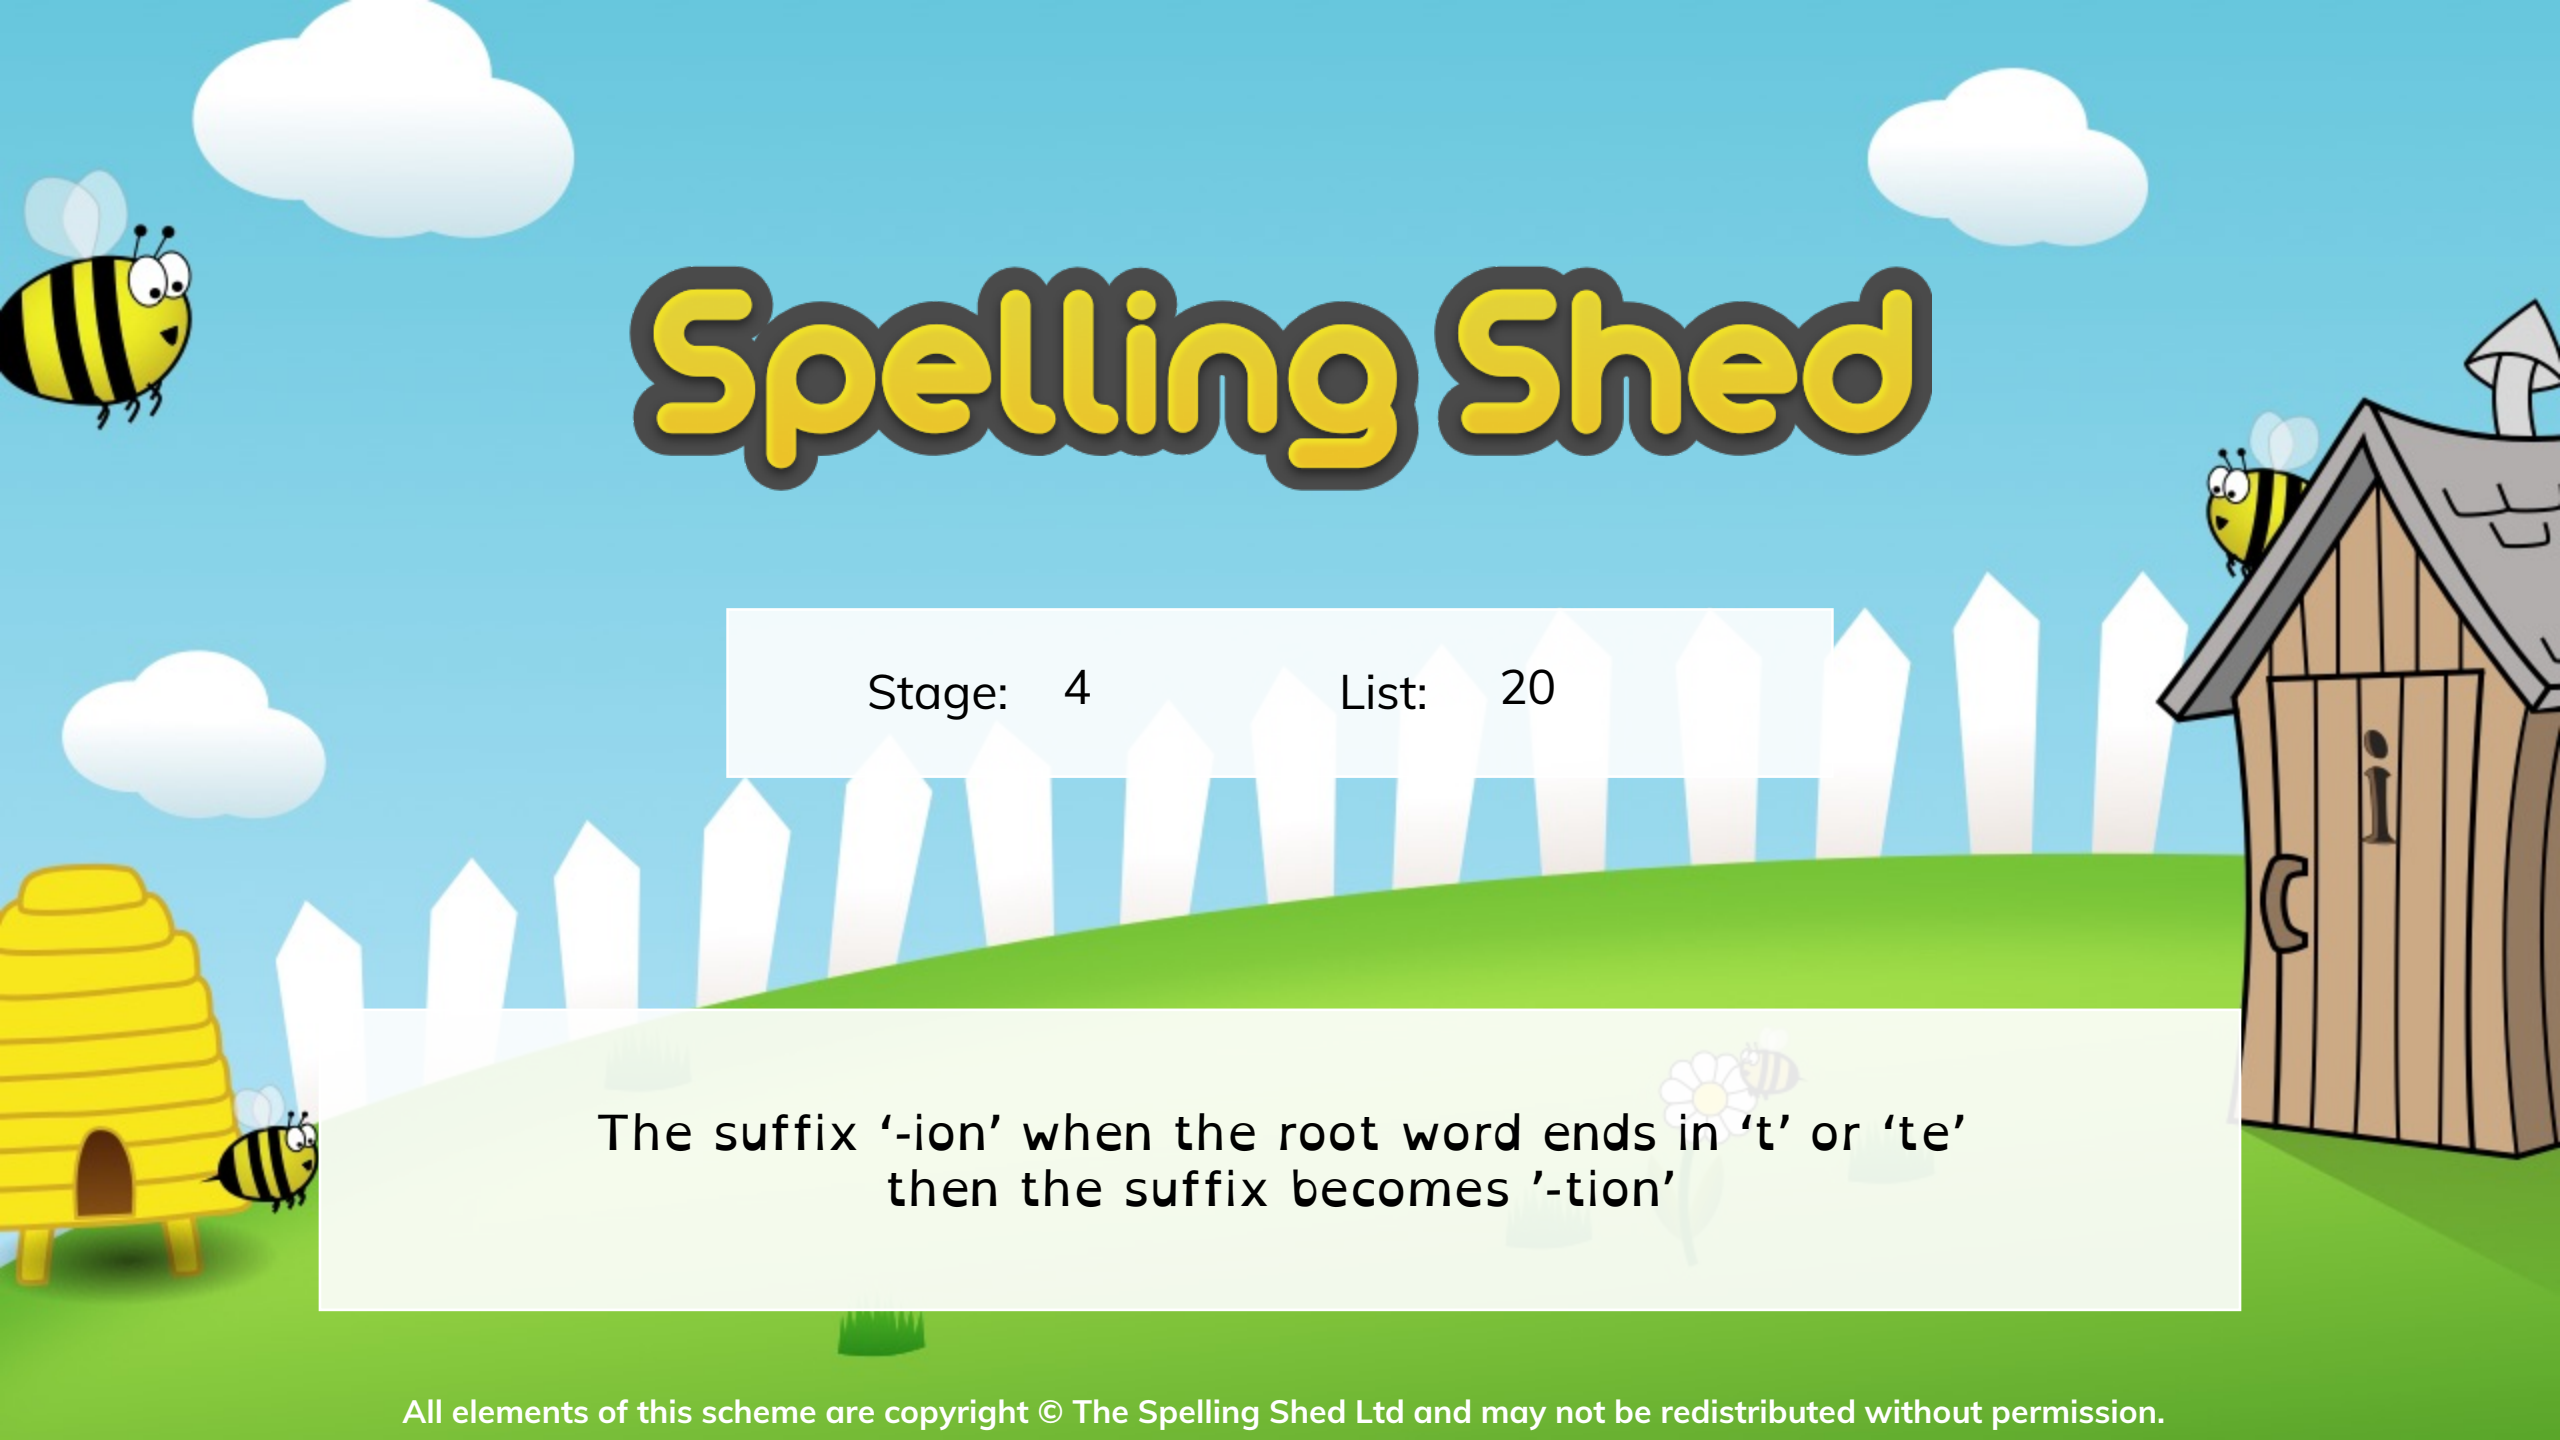 Spelling Shed
Stage: 4 List: 20
i
The suffix ‘-ion’ when the root word ends in ‘t’ or ‘te’
then the suffix becomes ’-tion’
All elements of this scheme are copyright © The Spelling Shed Ltd and may not be redistributed without permission.